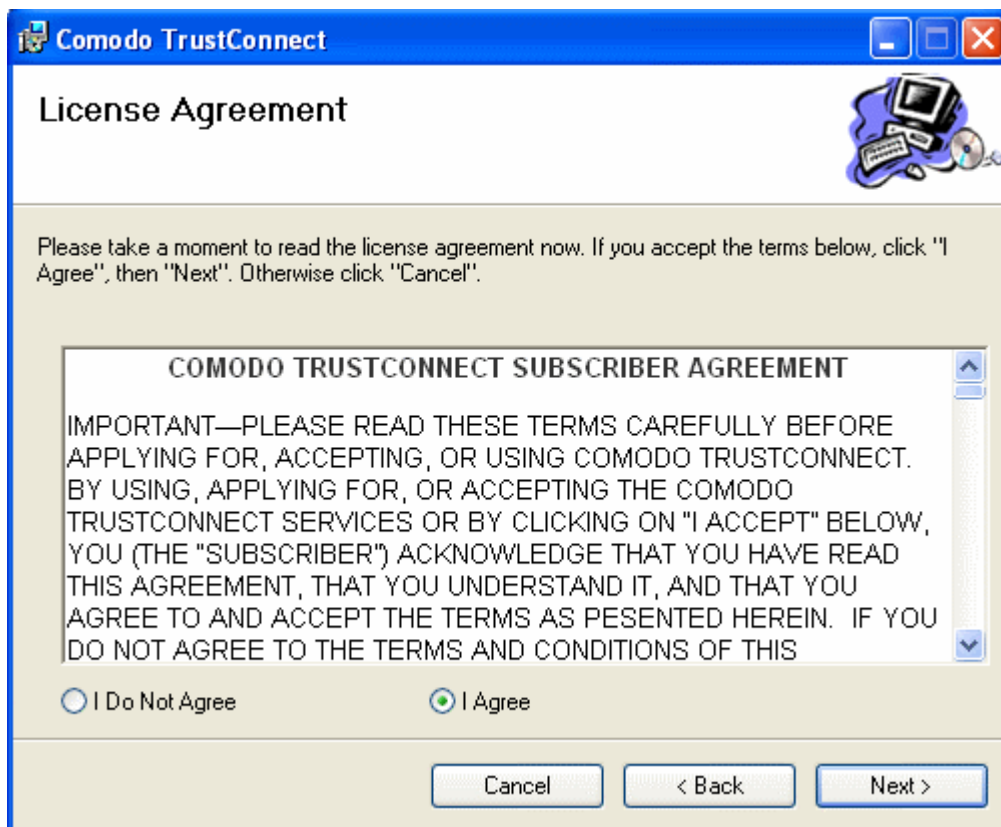 Comodo TrustConnect
License Agreement
Please take a moment to read the license agreement now. If you accept the terms below, click "I
Agree", then "Next". Otherwise click "Cancel".
COMODO TRUSTCONNECT SUBSCRIBER AGREEMENT
IMPORTANT—PLEASE READ THESE TERMS CAREFULLY BEFORE
APPLYING FOR, ACCEPTING, OR USING COMODO TRUSTCONNECT.
BY USING, APPLYING FOR, OR ACCEPTING THE COMODO
TRUSTCONNECT SERVICES OR BY CLICKING ON "I ACCEPT" BELOW,
YOU (THE "SUBSCRIBER") ACKNOWLEDGE THAT YOU HAVE READ
THIS AGREEMENT, THAT YOU UNDERSTAND IT, AND THAT YOU
AGREE TO AND ACCEPT THE TERMS AS PESENTED HEREIN.  IF YOU
DO NOT AGREE TO THE TERMS AND CONDITIONS OF THIS
I Do Not Agree
I Agree
Cancel
< Back
Next >